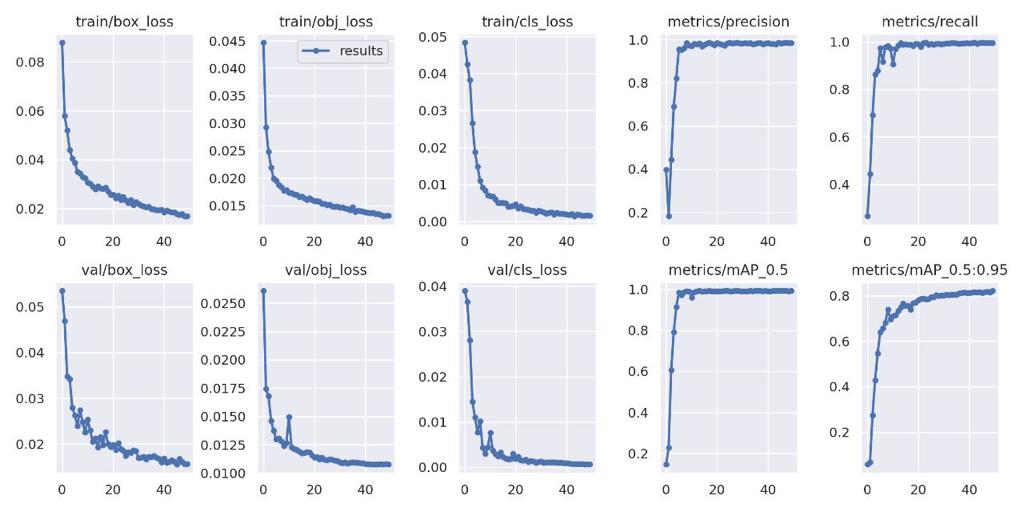 train/box_loss
train/obj_loss
train/cls_loss
metrics/precision
metrics/recall
0.08
0.06
0.04
0.02
0 20 40
0.045
0.040
0.035
0.030
0.025
0.020
0.015
results
0 20 40
0.05
0.04
0.03
0.02
0.01
0.00
0 20 40
1.0
0.8
0.6
0.4
0.2
0 20 40
1.0
0.8
0.6
0.4
0 20 40
val/box_loss
val/obj_loss
val/cls_loss
metrics/mAP_0.5
metrics/mAP_0.5:0.95
0.05
0.04
0.03
0.02
0 20 40
0.0250
0.0225
0.0200
0.0175
0.0150
0.0125
0.0100
0 20 40
0.04
0.03
0.02
0.01
0.00
0 20 40
1.0
0.8
0.6
0.4
0.2
0 20 40
0.8
0.6
0.4
0.2
0 20 40